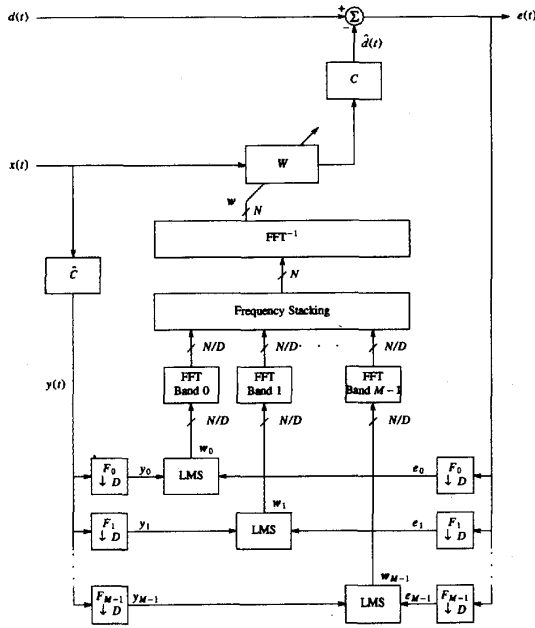 d(t) + Σ e(t)
−
d̂(t)
C
x(t) W
w N
FFT⁻¹
Ĉ
N
Frequency Stacking
N/D N/D · · N/D
y(t)
FFT Band 0
FFT Band 1
FFT Band M − 1
N/D N/D N/D
w₀
F₀ ↓ D y₀ LMS e₀ F₀ ↓ D
w₁
F₁ ↓ D y₁ LMS e₁ F₁ ↓ D
w_{M−1}
F_{M−1} ↓ D y_{M−1} LMS e_{M−1} F_{M−1} ↓ D